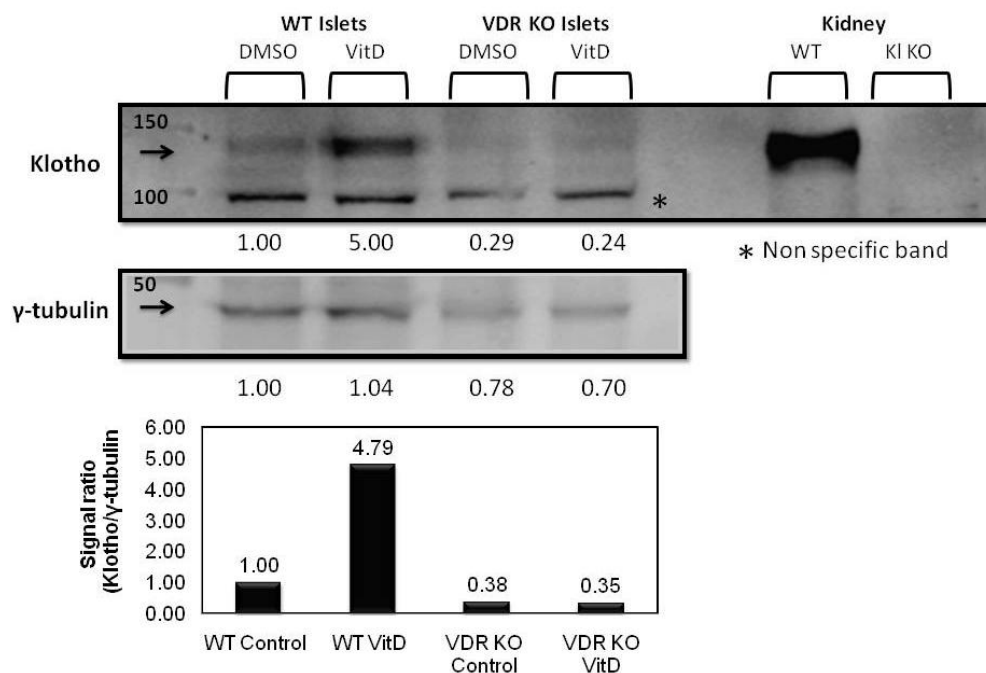 WT Islets VDR KO Islets Kidney
DMSO VitD DMSO VitD WT Kl KO
Klotho
150
100
*
1.00 5.00 0.29 0.24
* Non specific band
γ-tubulin
50
1.00 1.04 0.78 0.70
Signal ratio
(Klotho/γ-tubulin
6.00
5.00
4.00
3.00
2.00
1.00
0.00
1.00
4.79
0.38
0.35
WT Control WT VitD VDR KO Control VDR KO VitD